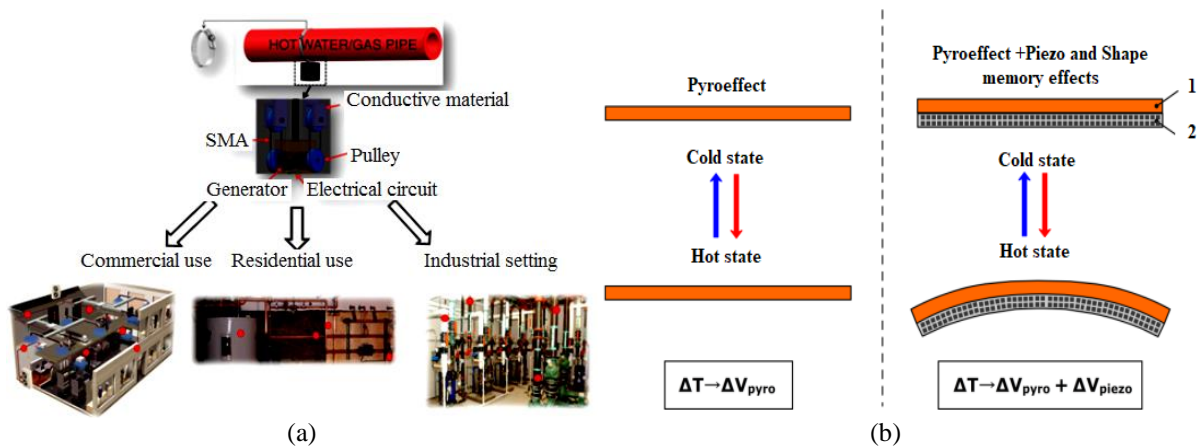 HOT WATER/GAS PIPE
Conductive material
SMA
Pulley
Generator
Electrical circuit
Commercial use
Residential use
Industrial setting
(a)
Pyroeffect
Cold state
Hot state
ΔT→ΔVpyro
Pyroeffect +Piezo and Shape
memory effects
1
2
Cold state
Hot state
ΔT→ΔVpyro + ΔVpiezo
(b)